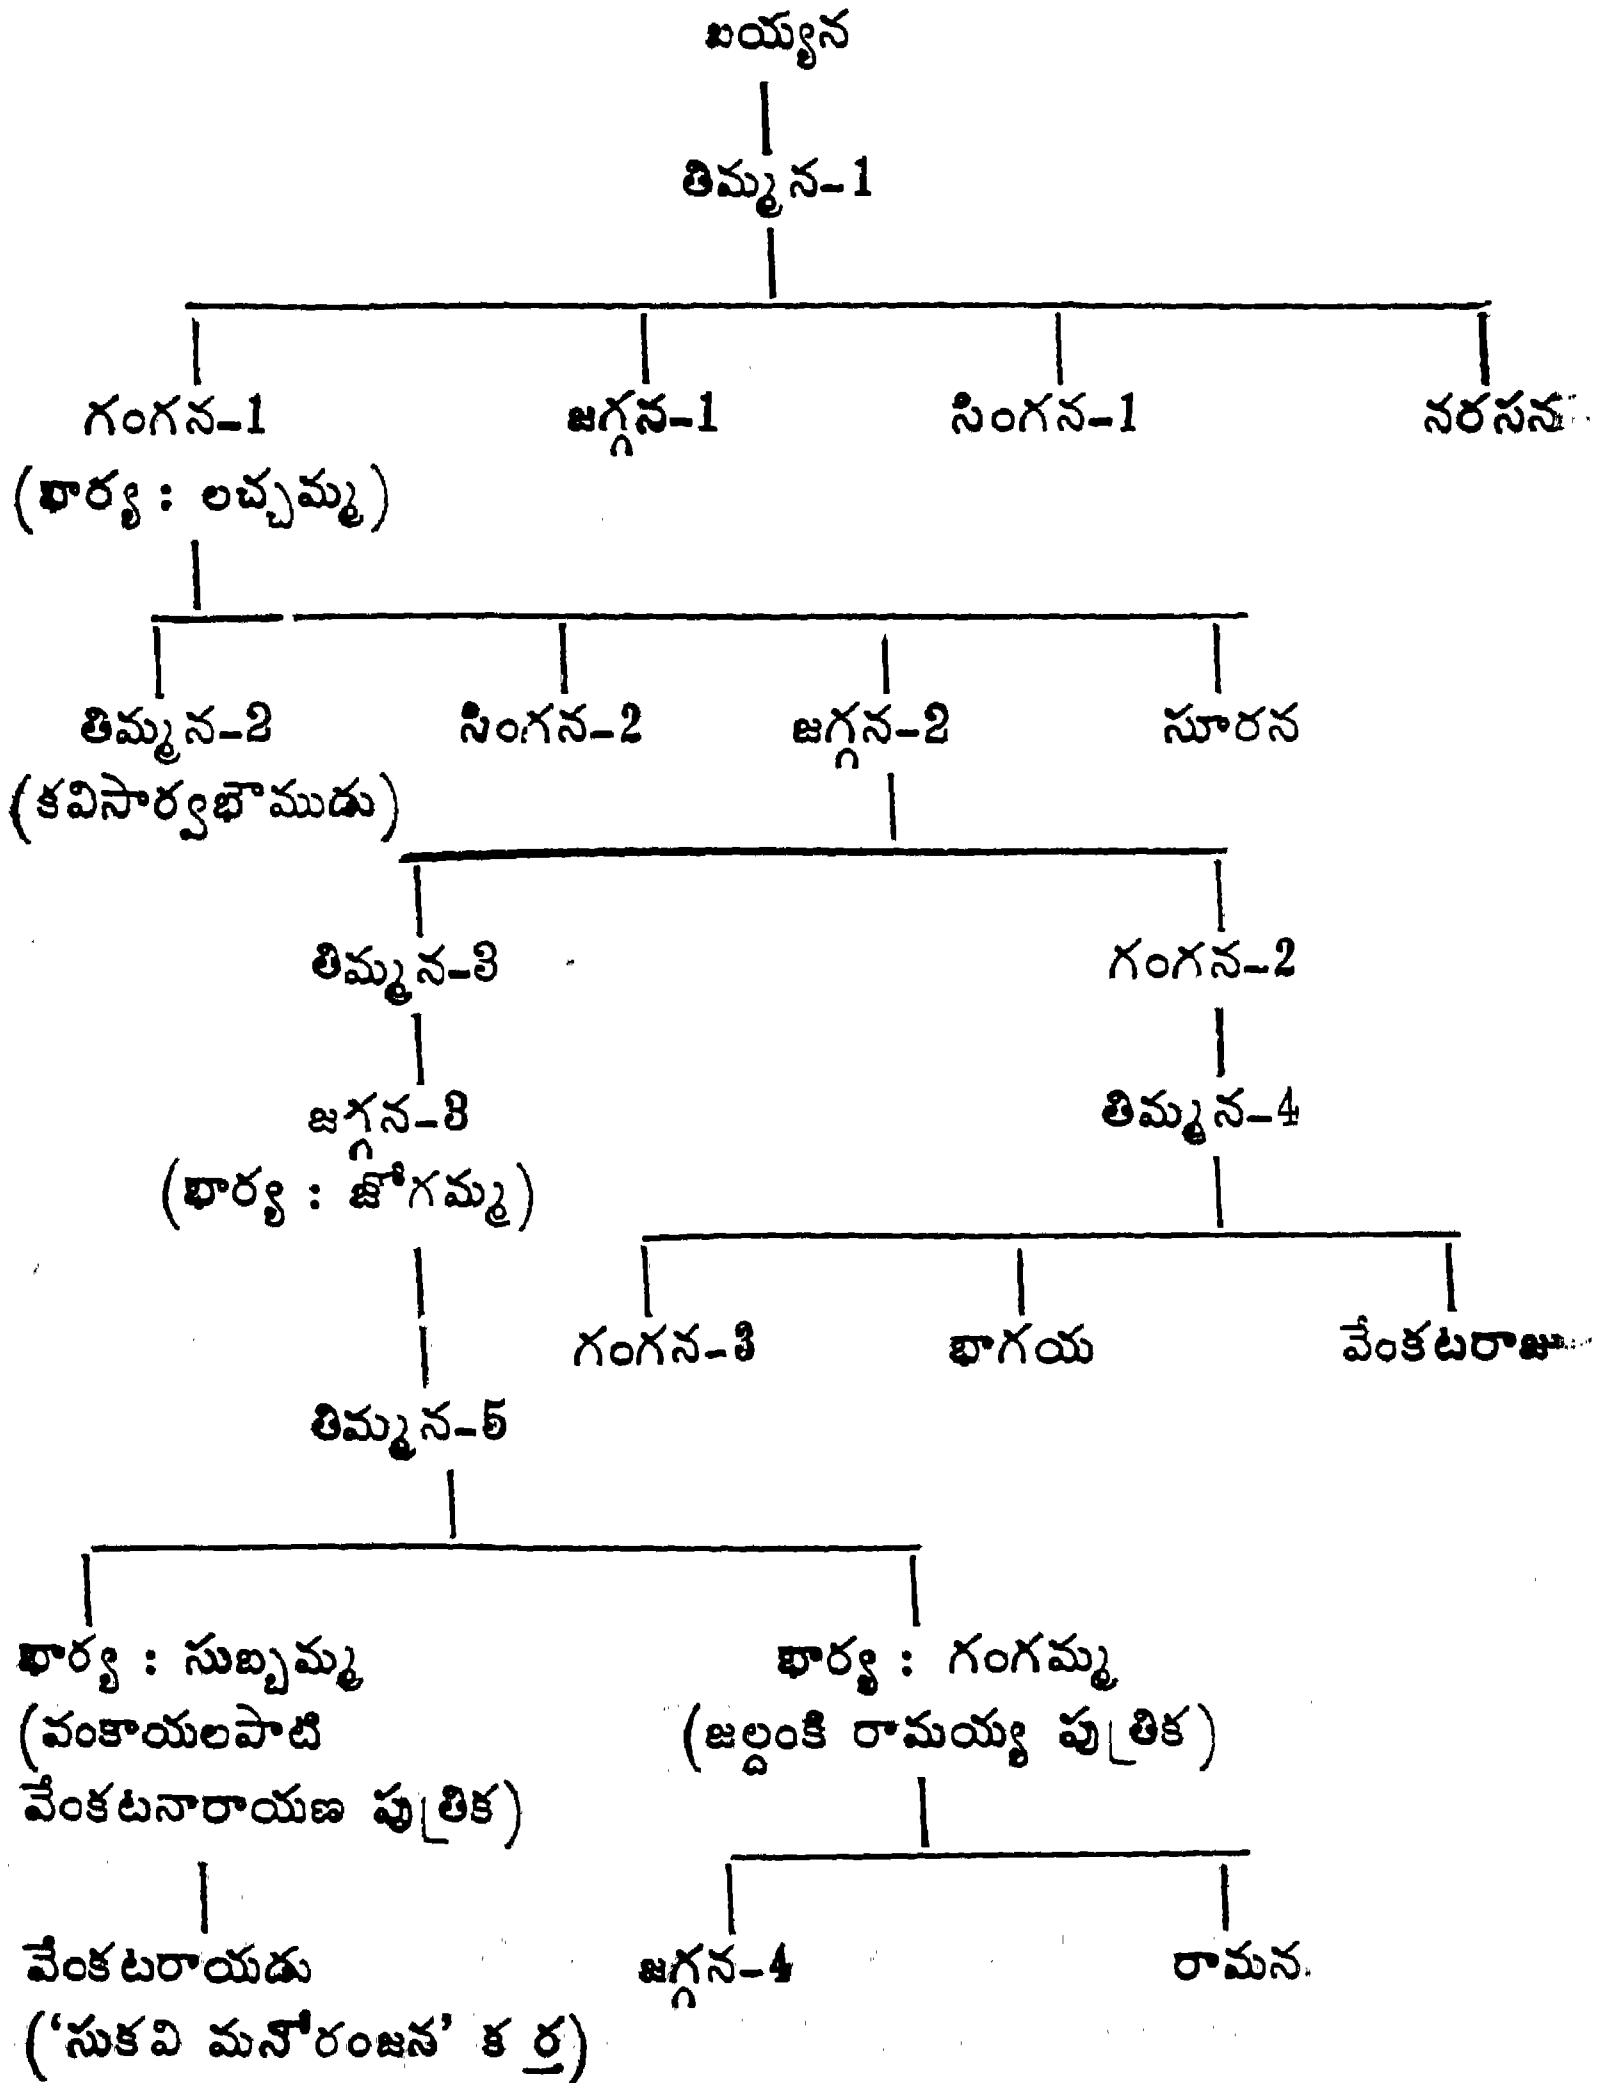 బయ్యన
తిమ్మన-1
గంగన-1 జగ్గన-1 సింగన-1 నరసన
(భార్య : లచ్చమ్మ)
తిమ్మన-2 సింగన-2 జగ్గన-2 సూరన
(కవిసార్వభౌముడు)
తిమ్మన-3 గంగన-2
జగ్గన-3 తిమ్మన-4
(భార్య : జోగమ్మ)
గంగన-3 భాగయ వేంకటరాజు
తిమ్మన-5
భార్య : సుబ్బమ్మ భార్య : గంగమ్మ
(వంకాయలపాటి (జల్దంకి రామయ్య పుత్రిక)
వేంకటనారాయణ పుత్రిక)
వేంకటరాయడు జగ్గన-4 రామన
('సుకవి మనోరంజన' కర్త)